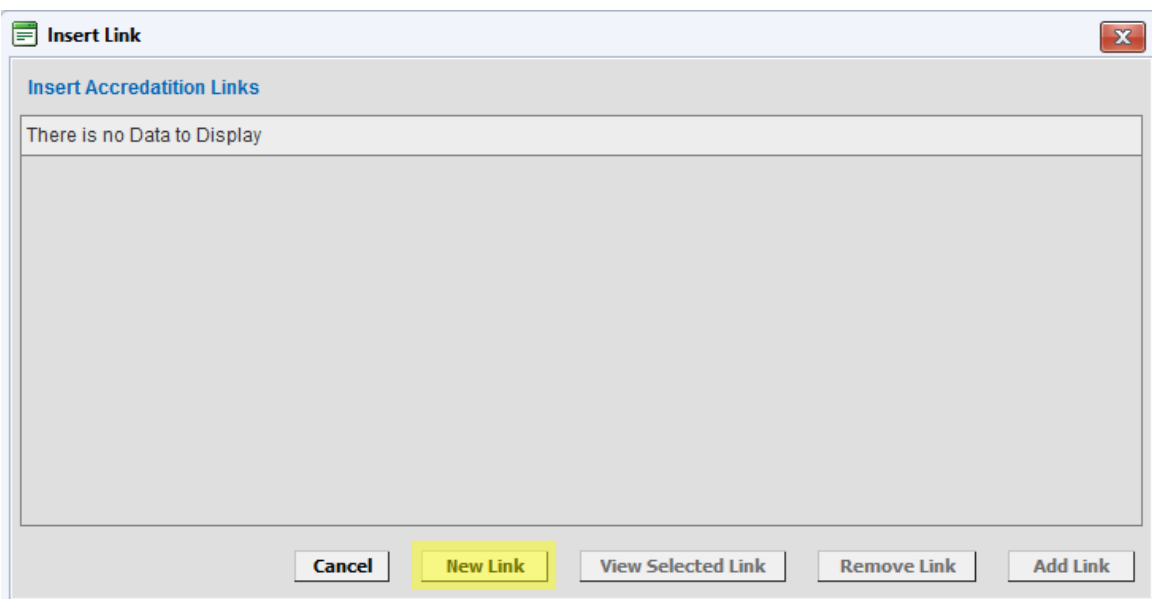 Insert Link
X
Insert Accredatition Links
There is no Data to Display
Cancel New Link View Selected Link Remove Link Add Link